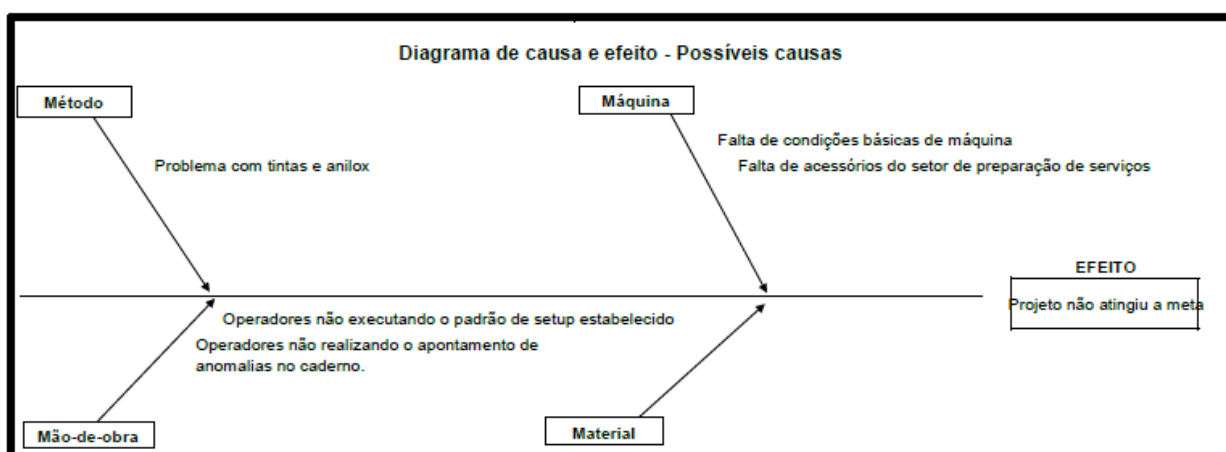 Diagrama de causa e efeito - Possíveis causas
Método
Máquina
Problema com tintas e anilox
Falta de condições básicas de máquina
Falta de acessórios do setor de preparação de serviços
EFEITO
Projeto não atingiu a meta
Operadores não executando o padrão de setup estabelecido
Operadores não realizando o apontamento de
anomalias no caderno.
Mão-de-obra
Material